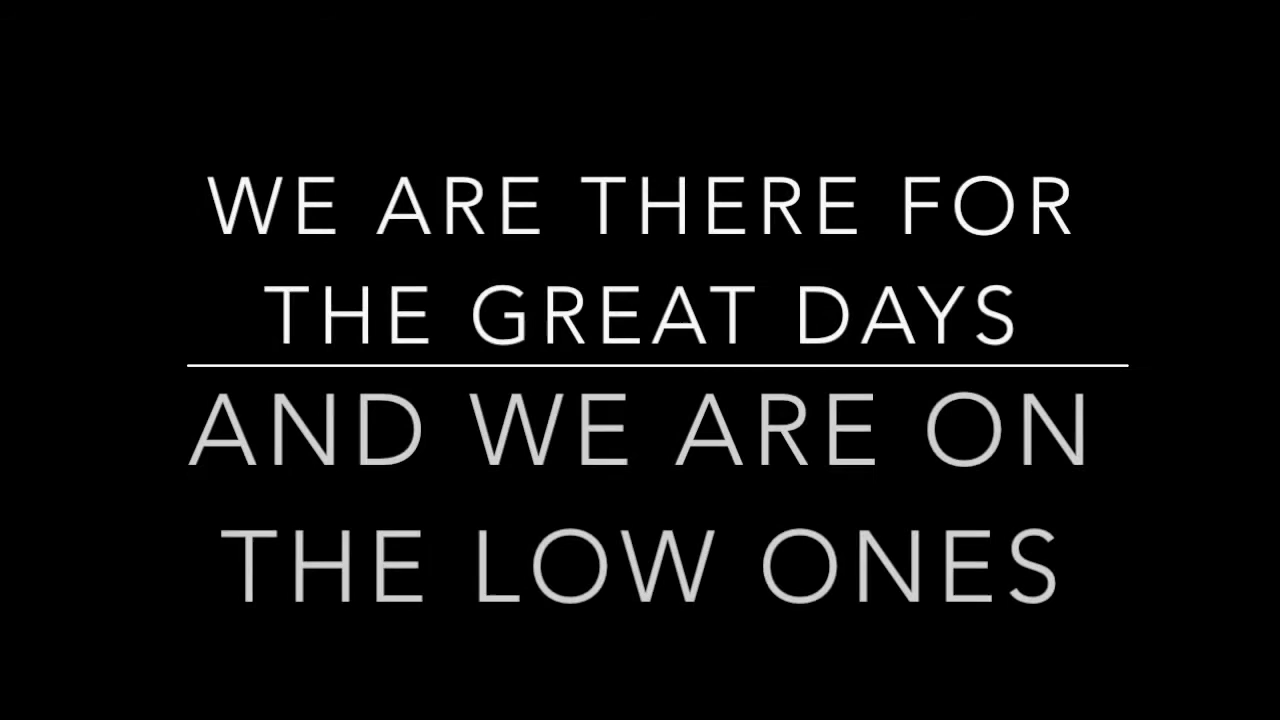 WE ARE THERE FOR
THE GREAT DAYS
AND WE ARE ON
THE LOW ONES